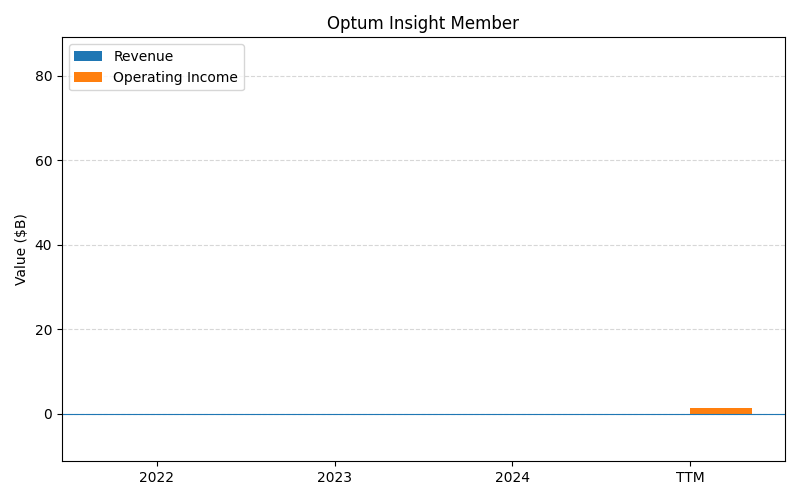 Optum Insight Member
Revenue
Operating Income
Value ($B)
80
60
40
20
0
2022
2023
2024
TTM